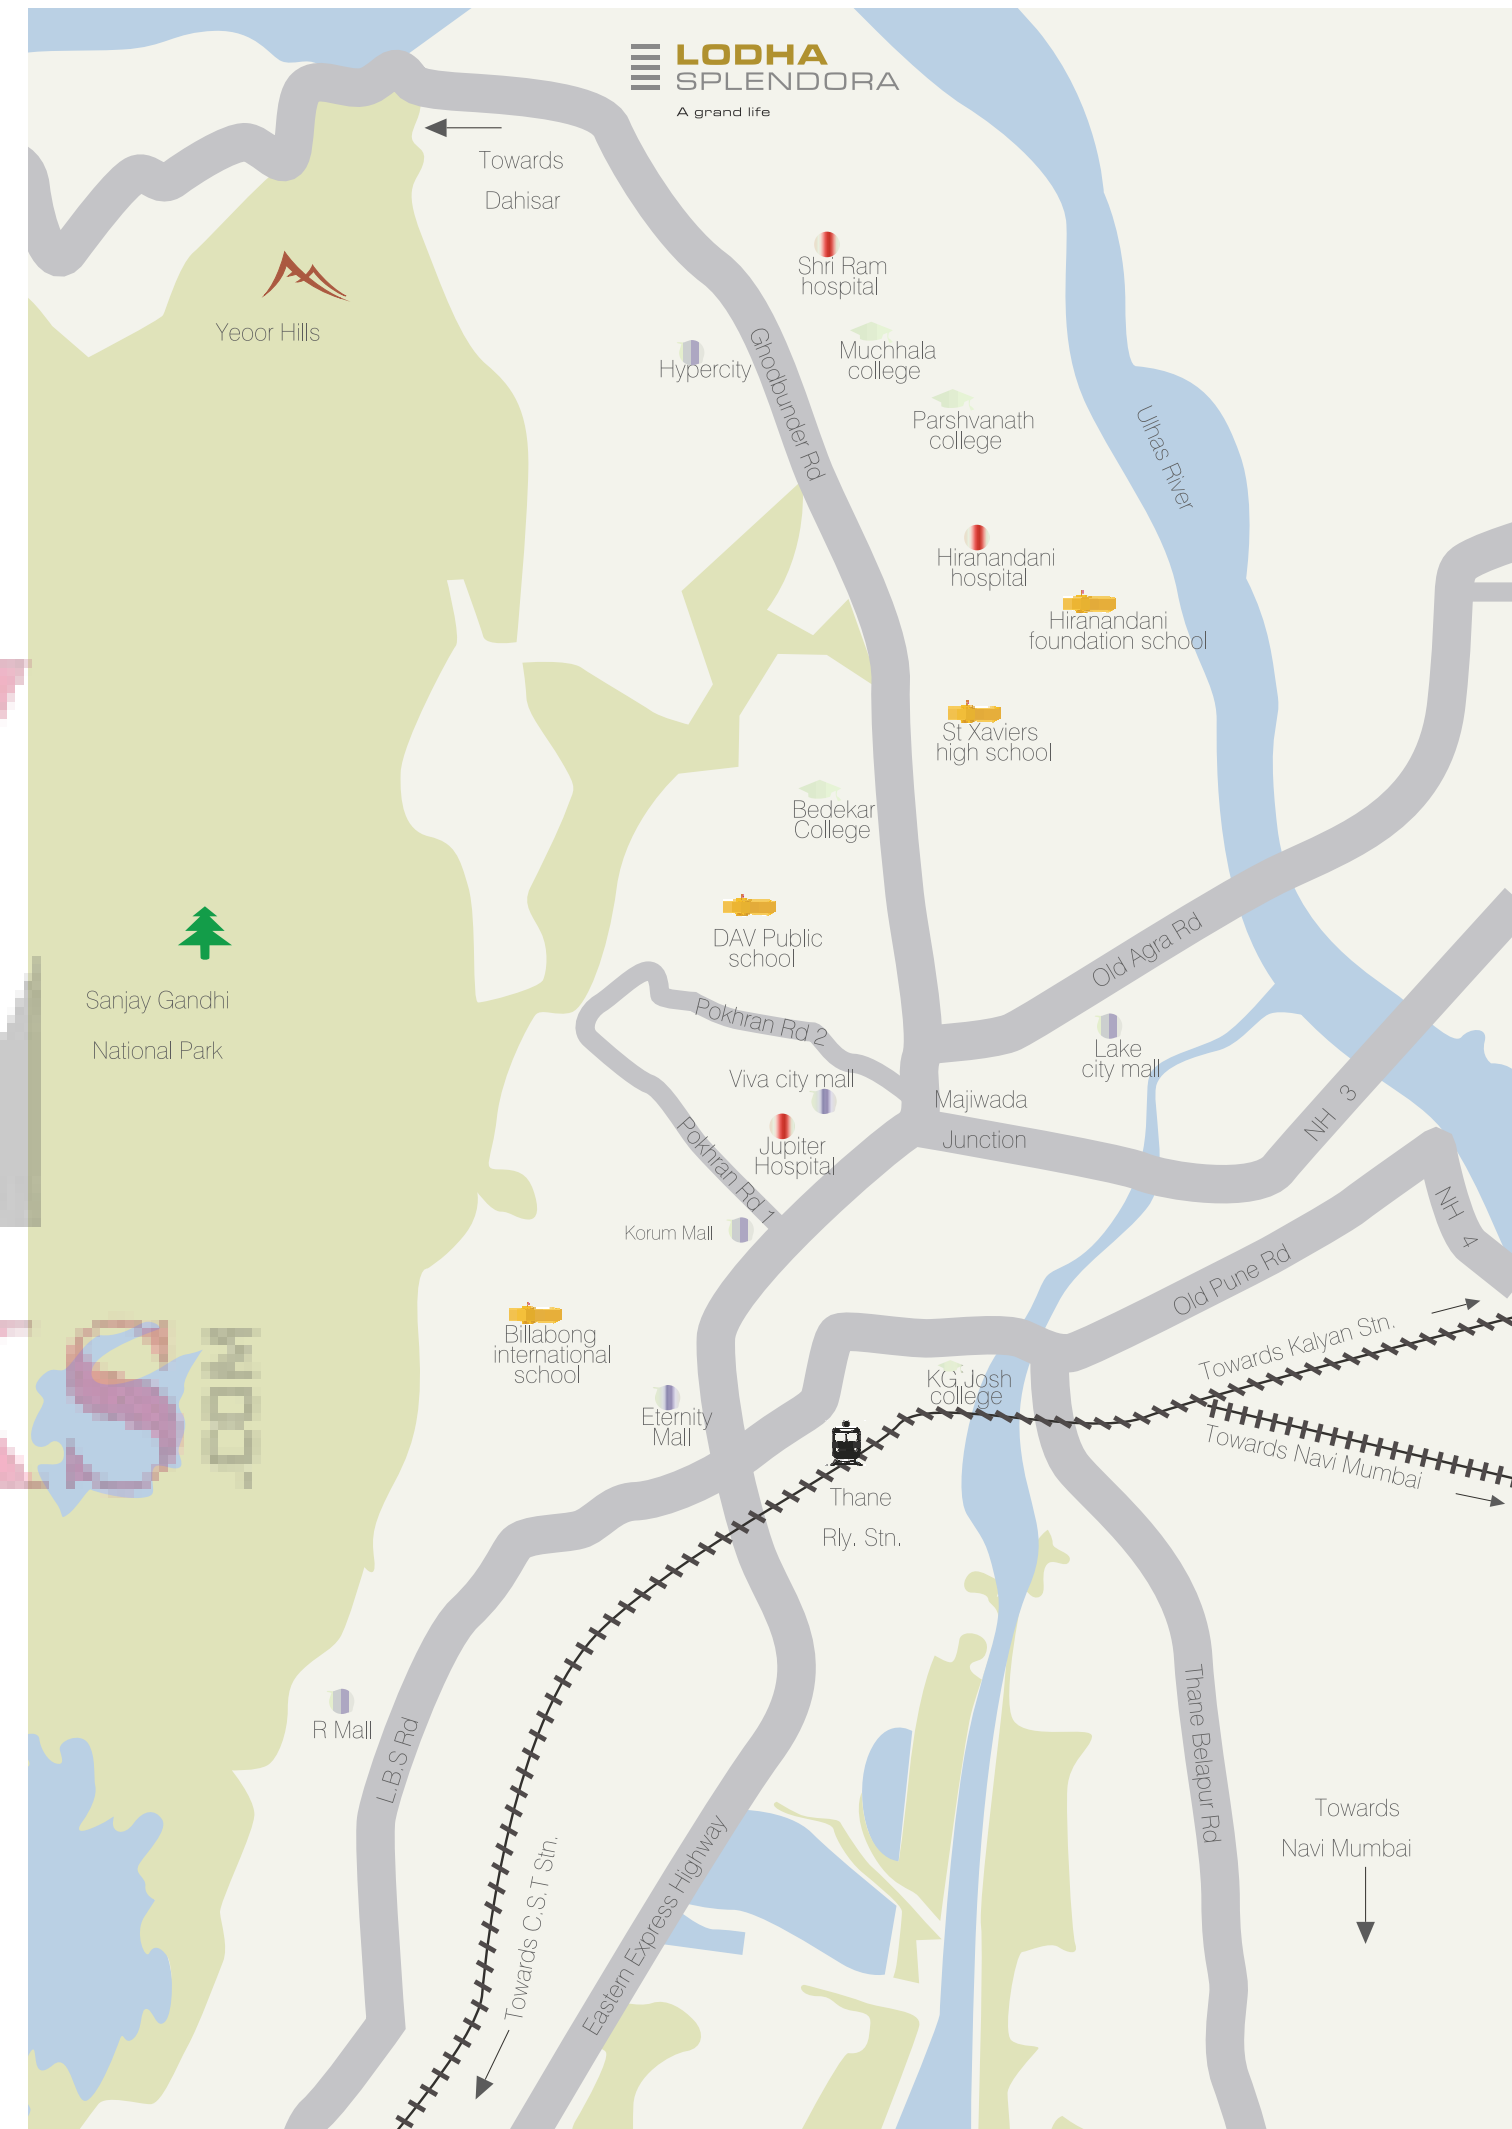 LODHA
SPLENDORA
A grand life
Towards
Dahisar
Shri Ram
hospital
Yeoor Hills
Muchhala
college
Hypercity
Ghodbunder Rd
Parshvanath
college
Ulhas River
Hiranandani
hospital
Hiranandani
foundation school
St Xaviers
high school
Bedekar
College
DAV Public
school
Old Agra Rd
Sanjay Gandhi
National Park
Pokhran Rd 2
Lake
city mall
Viva city mall
Majiwada
Junction
NH 3
Jupiter
Hospital
Pokhran Rd 1
Korum Mall
NH 4
Old Pune Rd
Billabong
international
school
Towards Kalyan Stn.
KG Josh
college
Eternity
Mall
Towards Navi Mumbai
Thane
Rly. Stn.
S
.COM
R Mall
L.B.S Rd
Thane Belapur Rd
Towards
Navi Mumbai
Towards C.S.T Stn.
Eastern Express Highway